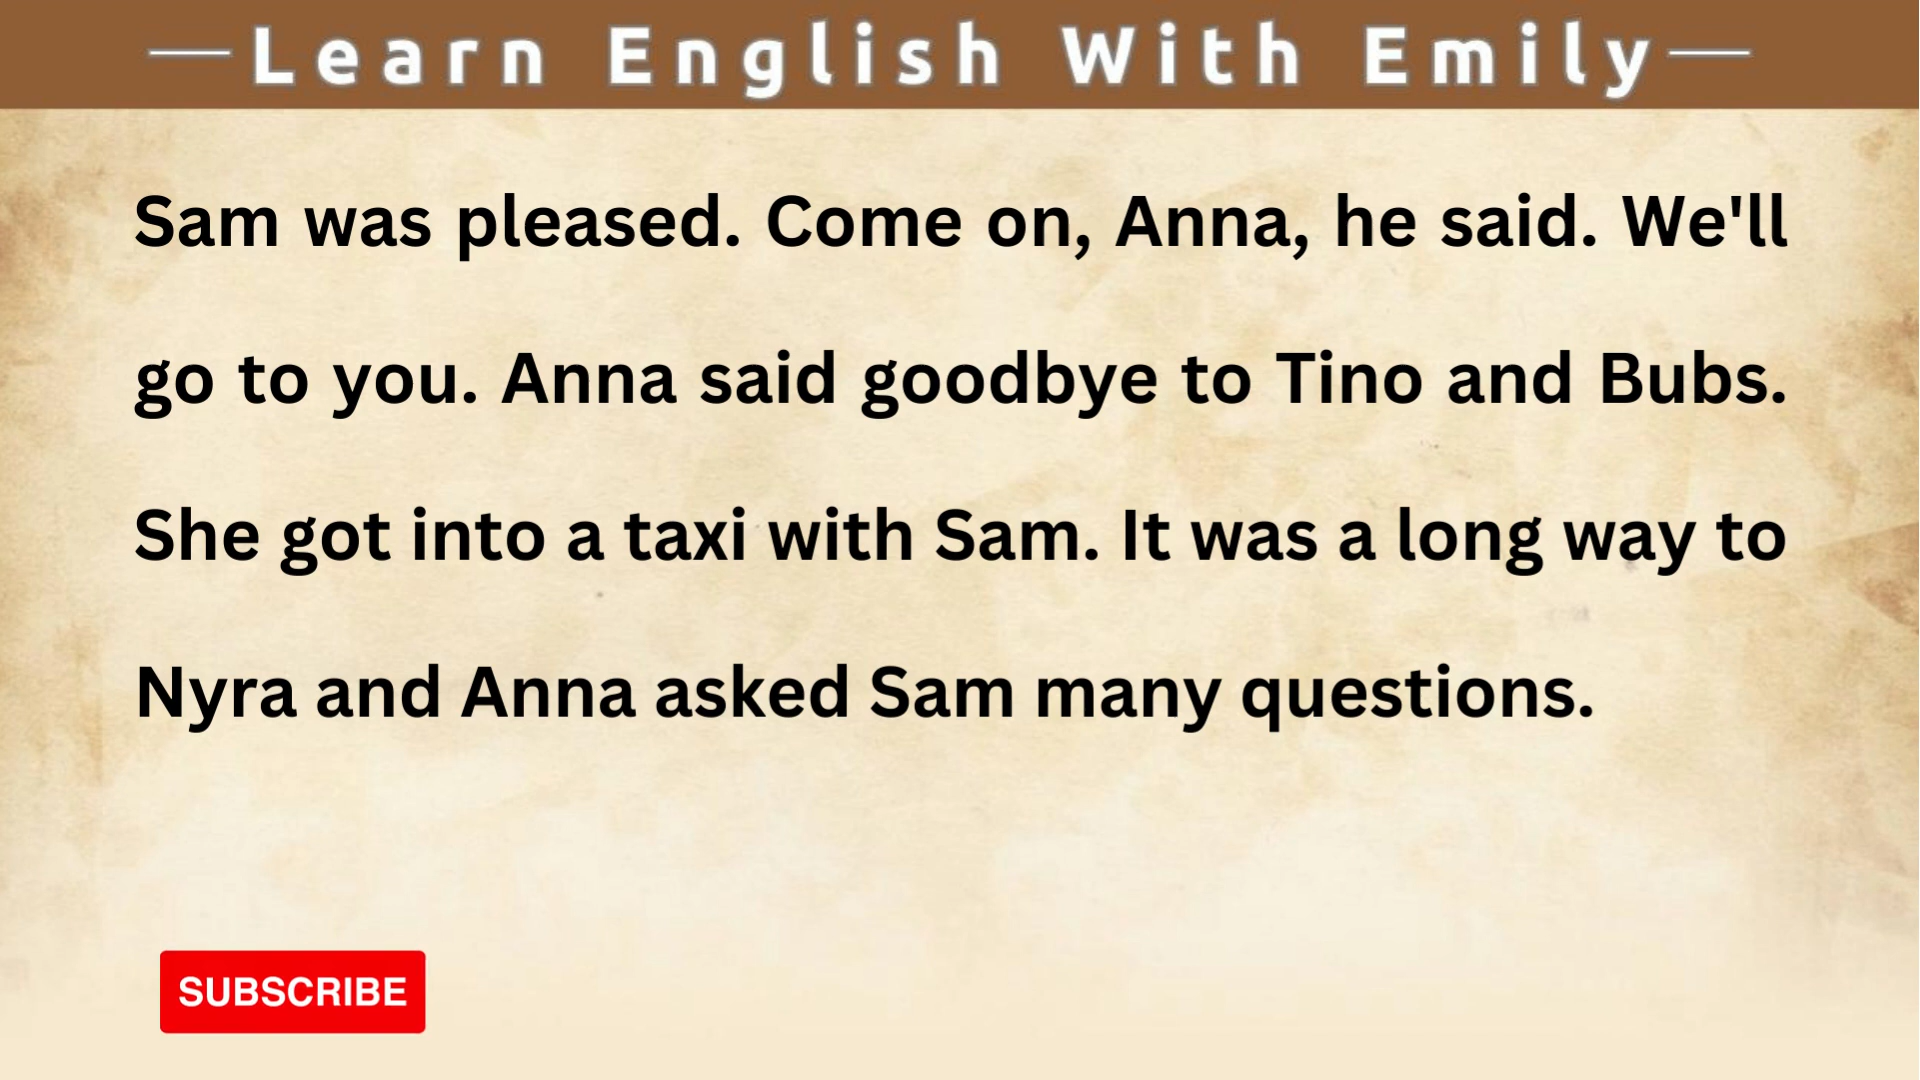 Learn English With Emily
Sam was pleased. Come on, Anna, he said. We'll
go to you. Anna said goodbye to Tino and Bubs.
She got into a taxi with Sam. It was a long way to
Nyra and Anna asked Sam many questions.
SUBSCRIBE